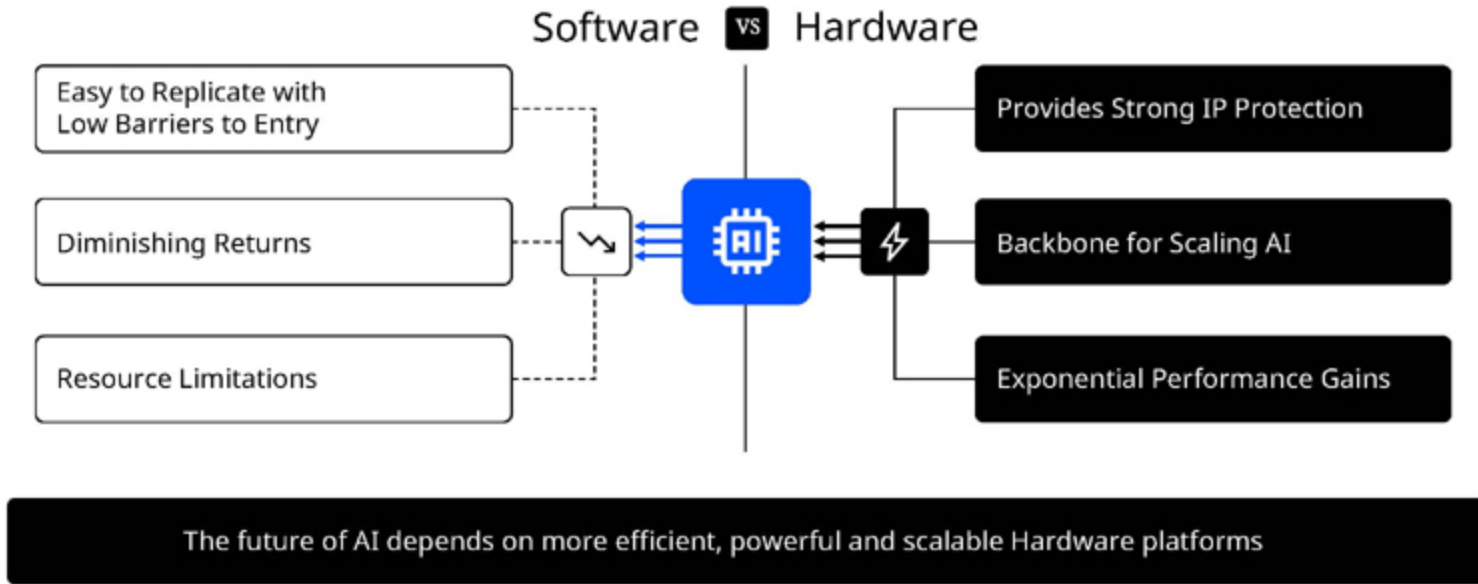 Software VS Hardware
Easy to Replicate with
Low Barriers to Entry
Diminishing Returns
Resource Limitations
AI
Provides Strong IP Protection
Backbone for Scaling AI
Exponential Performance Gains
The future of AI depends on more efficient, powerful and scalable Hardware platforms